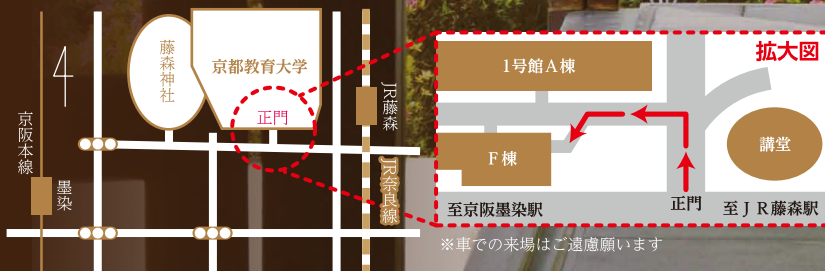 藤森神社
京都教育大学
正門
JR藤森
京阪本線
墨染
JR奈良線
拡大図
1号館A棟
F棟
講堂
正門
至京阪墨染駅
至JR藤森駅
※車での来場はご遠慮願います